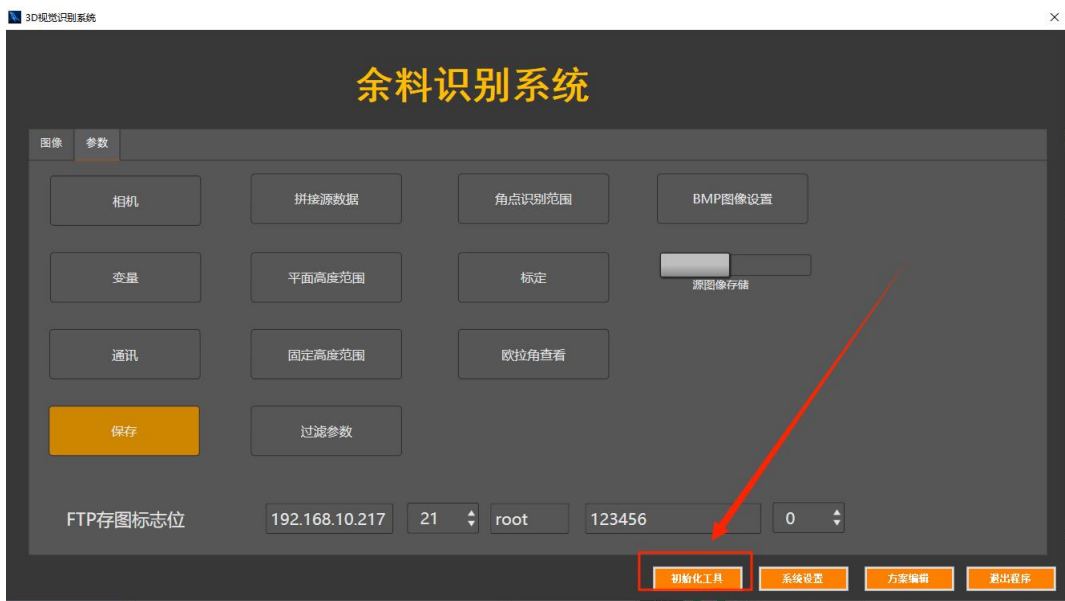 3D视觉识别系统
余料识别系统
图像 参数
相机 拼接源数据 角点识别范围 BMP图像设置
变量 平面高度范围 标定
源图像存储
通讯 固定高度范围 欧拉角查看
保存 过滤参数
FTP存图标志位 192.168.10.217 21 root 123456 0
初始化工具 系统设置 方案编辑 退出程序